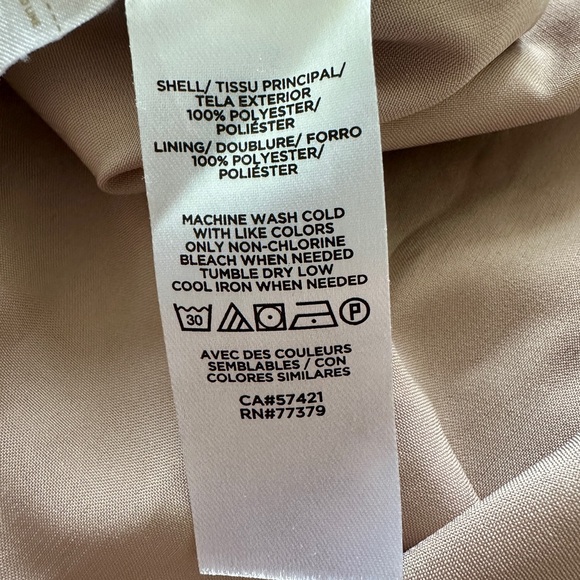 SHELL/ TISSU PRINCIPAL/
TELA EXTERIOR
100% POLYESTER/
POLIÉSTER
LINING/ DOUBLURE/ FORRO
100% POLYESTER/
POLIÉSTER
MACHINE WASH COLD
WITH LIKE COLORS
ONLY NON-CHLORINE
BLEACH WHEN NEEDED
TUMBLE DRY LOW
COOL IRON WHEN NEEDED
30 P
AVEC DES COULEURS
SEMBLABLES / CON
COLORES SIMILARES
CA#57421
RN#77379